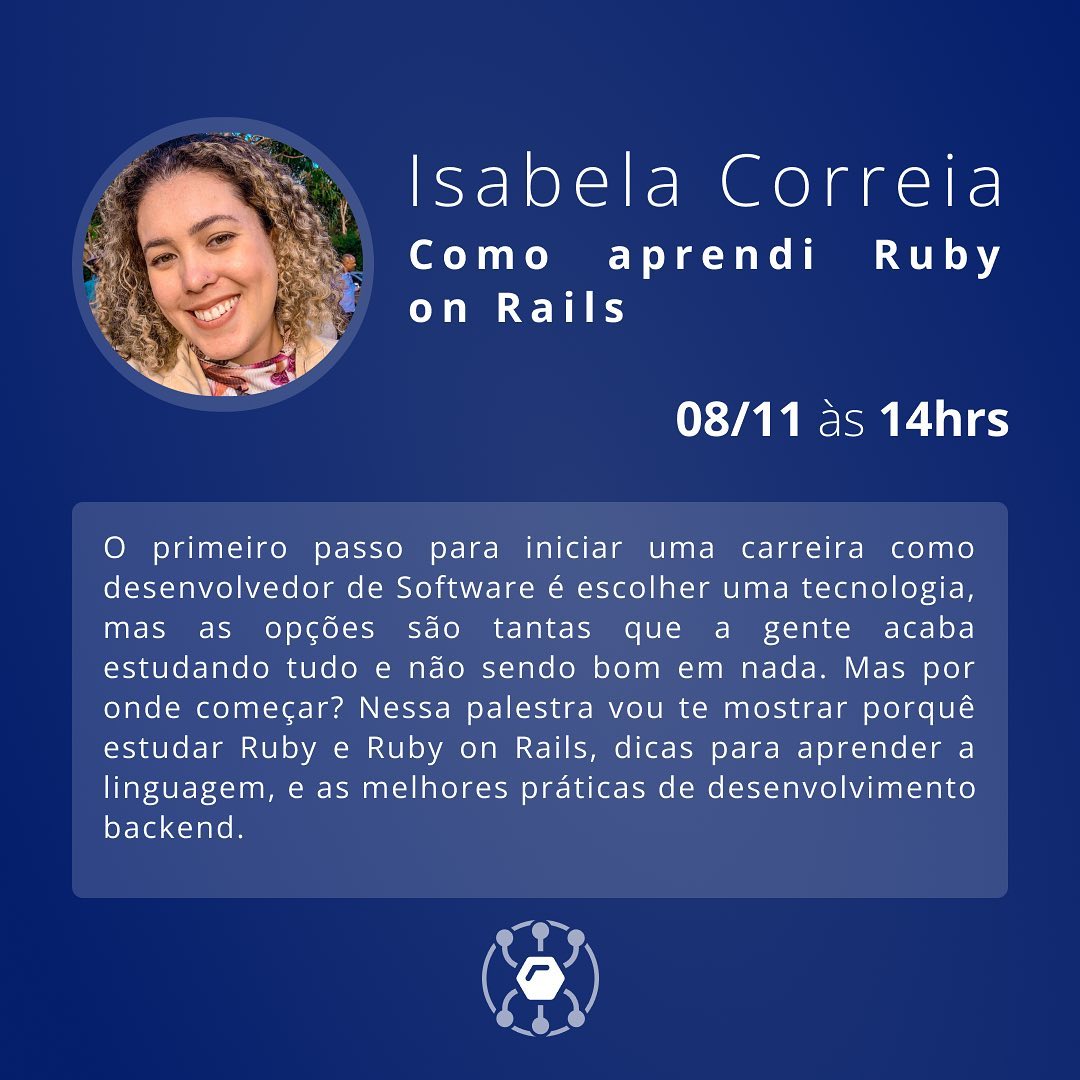 Isabela Correia
Como aprendi Ruby
on Rails
08/11 às 14hrs
O primeiro passo para iniciar uma carreira como
desenvolvedor de Software é escolher uma tecnologia,
mas as opções são tantas que a gente acaba
estudando tudo e não sendo bom em nada. Mas por
onde começar? Nessa palestra vou te mostrar porquê
estudar Ruby e Ruby on Rails, dicas para aprender a
linguagem, e as melhores práticas de desenvolvimento
backend.